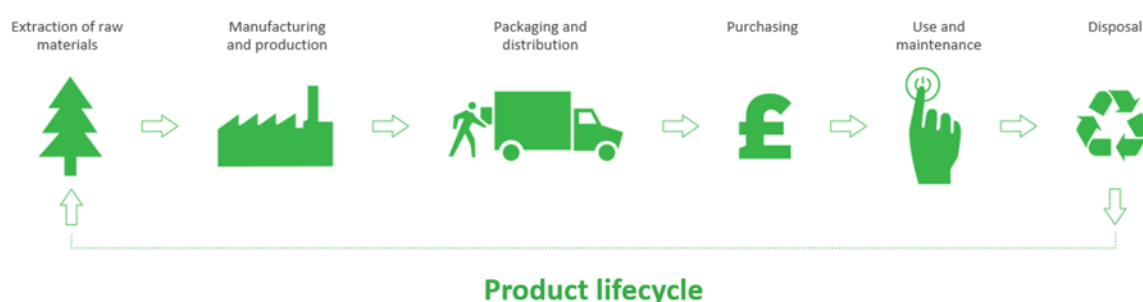 Extraction of raw
materials
Manufacturing
and production
Packaging and
distribution
Purchasing
Use and
maintenance
Disposal
£
Product lifecycle